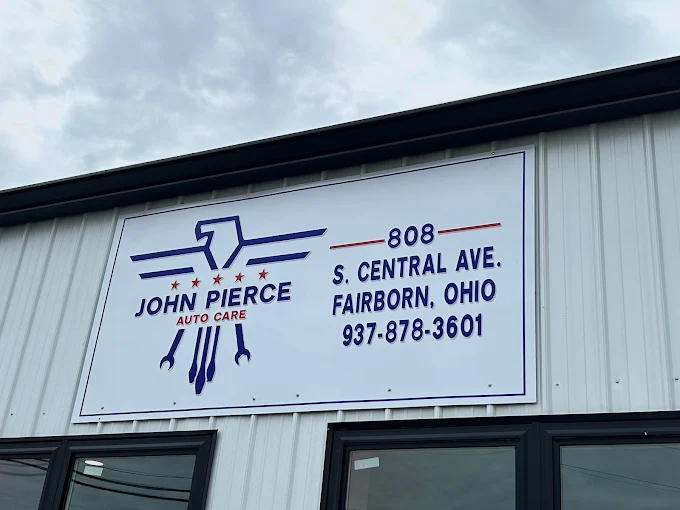 JOHN PIERCE
AUTO CARE
808
S. CENTRAL AVE.
FAIRBORN, OHIO
937-878-3601